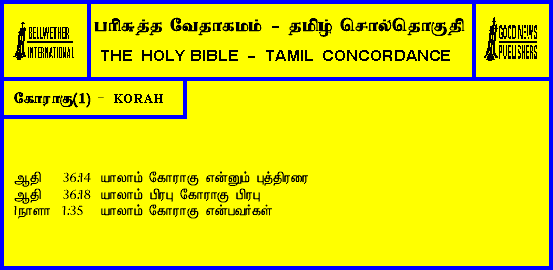 BELLWETHER
INTERNATIONAL
பரிசுத்த வேதாகமம் - தமிழ் சொல்தொகுதி
THE HOLY BIBLE - TAMIL CONCORDANCE
GOOD NEWS
PUBLISHERS
கோராகு(1) - KORAH
ஆதி 36:14 யாலாம் கோராகு என்னும் புத்திரரை
ஆதி 36:18 யாலாம் பிரபு கோராகு பிரபு
1நாளா 1:35 யாலாம் கோராகு என்பவர்கள்